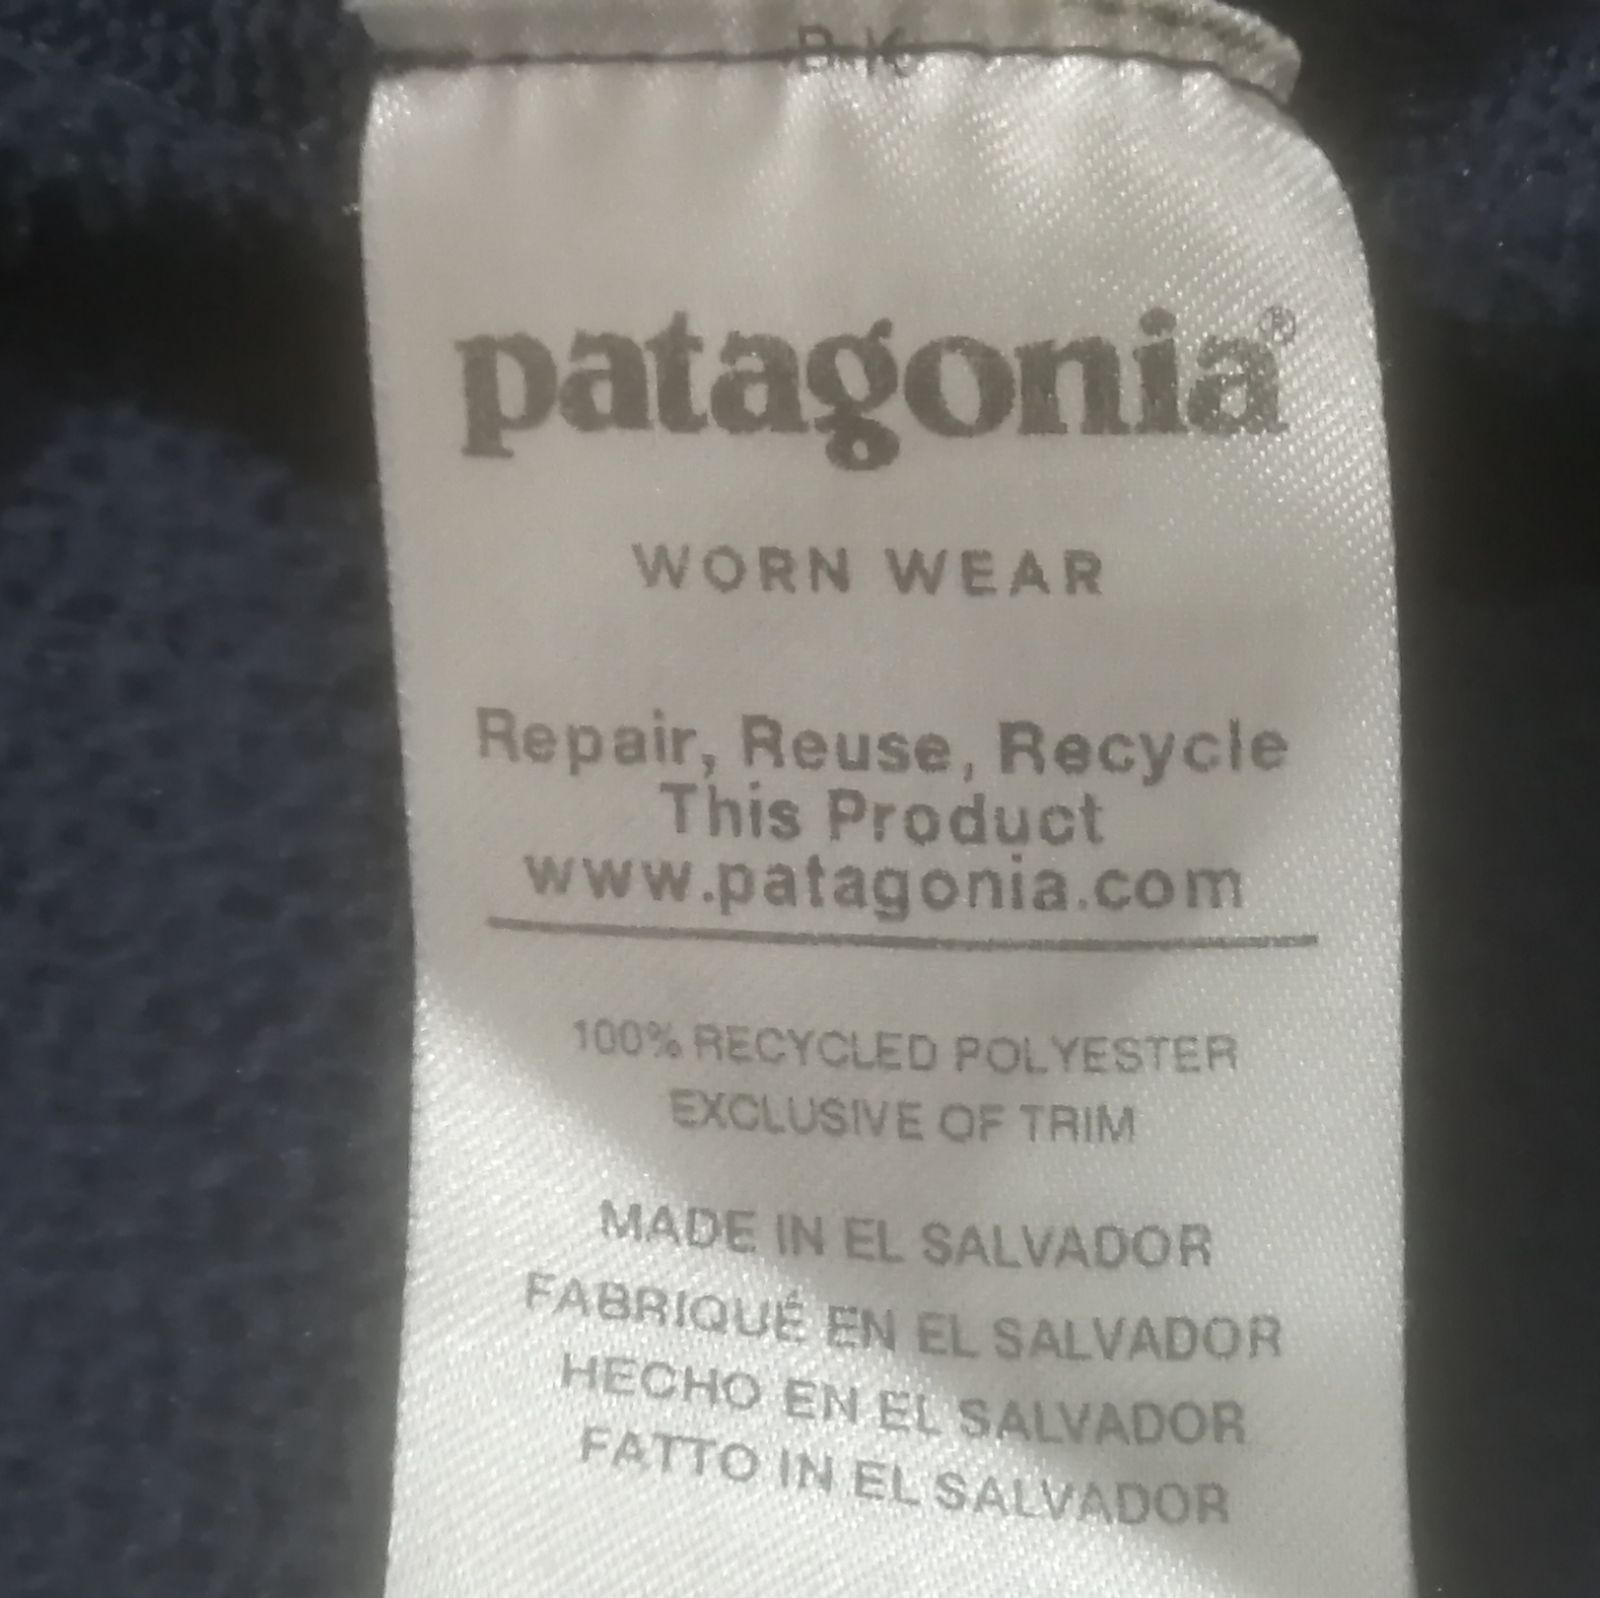 patagonia®
WORN WEAR
Repair, Reuse, Recycle
This Product
www.patagonia.com
100% RECYCLED POLYESTER
EXCLUSIVE OF TRIM
MADE IN EL SALVADOR
FABRIQUÉ EN EL SALVADOR
HECHO EN EL SALVADOR
FATTO IN EL SALVADOR